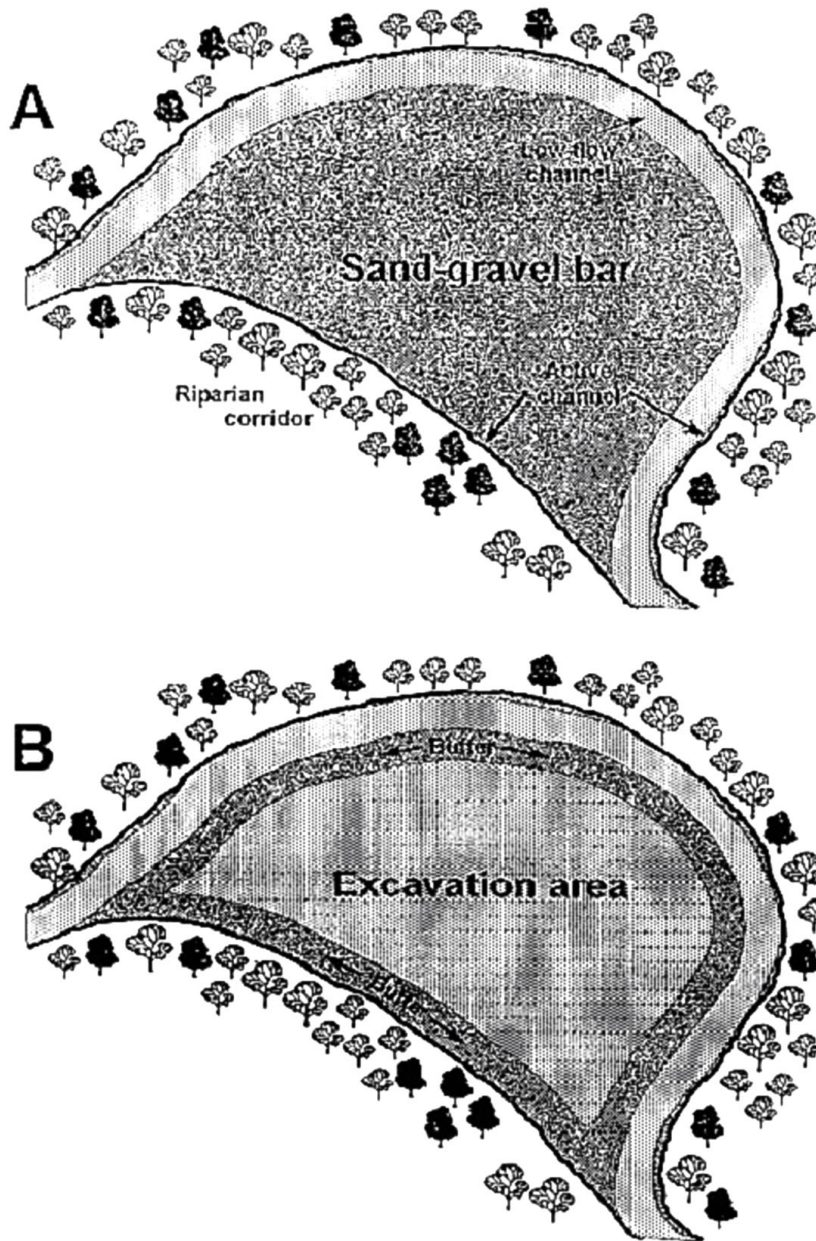 A
Low-flow
channel
Sand-gravel bar
Active
channel
Riparian
corridor
B
Buffer
Excavation area
Buffer